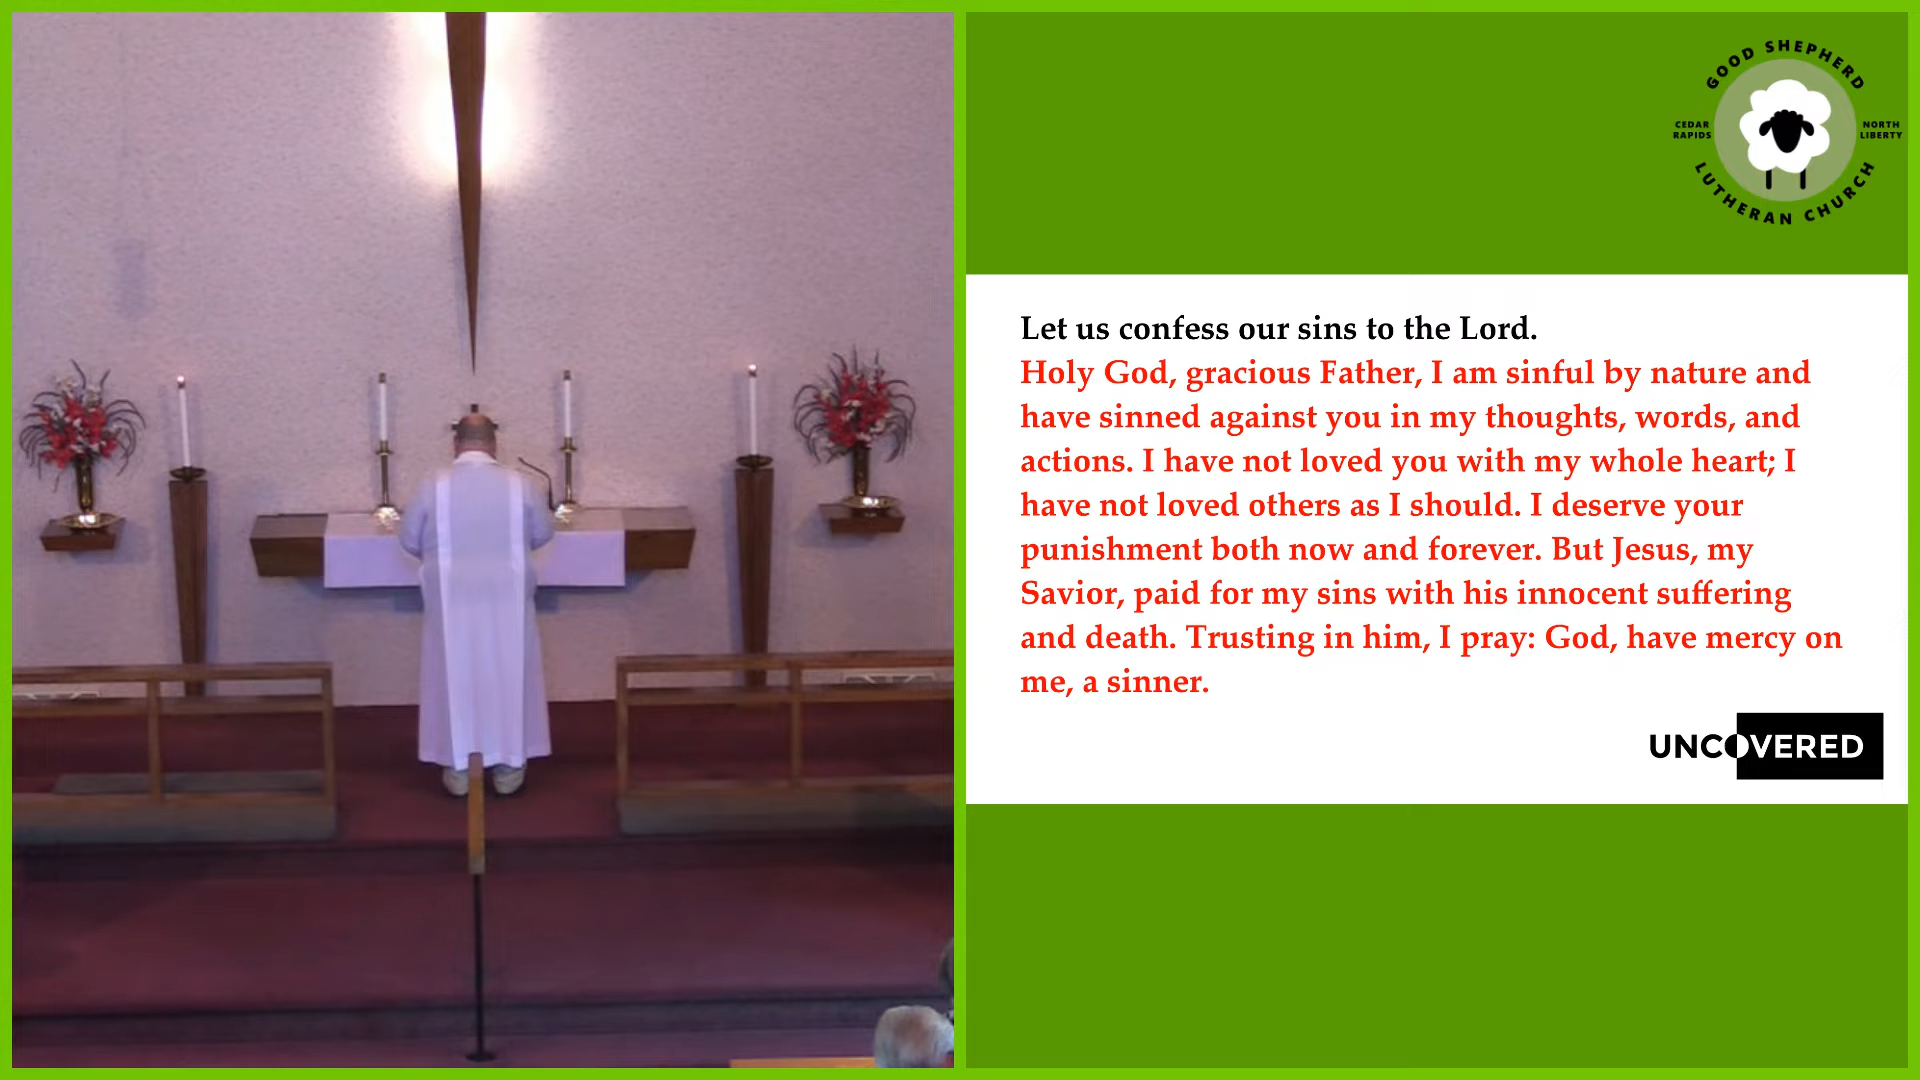 GOOD SHEPHERD
CEDAR
RAPIDS
NORTH
LIBERTY
LUTHERAN CHURCH
Let us confess our sins to the Lord.
Holy God, gracious Father, I am sinful by nature and
have sinned against you in my thoughts, words, and
actions. I have not loved you with my whole heart; I
have not loved others as I should. I deserve your
punishment both now and forever. But Jesus, my
Savior, paid for my sins with his innocent suffering
and death. Trusting in him, I pray: God, have mercy on
me, a sinner.
UNCOVERED